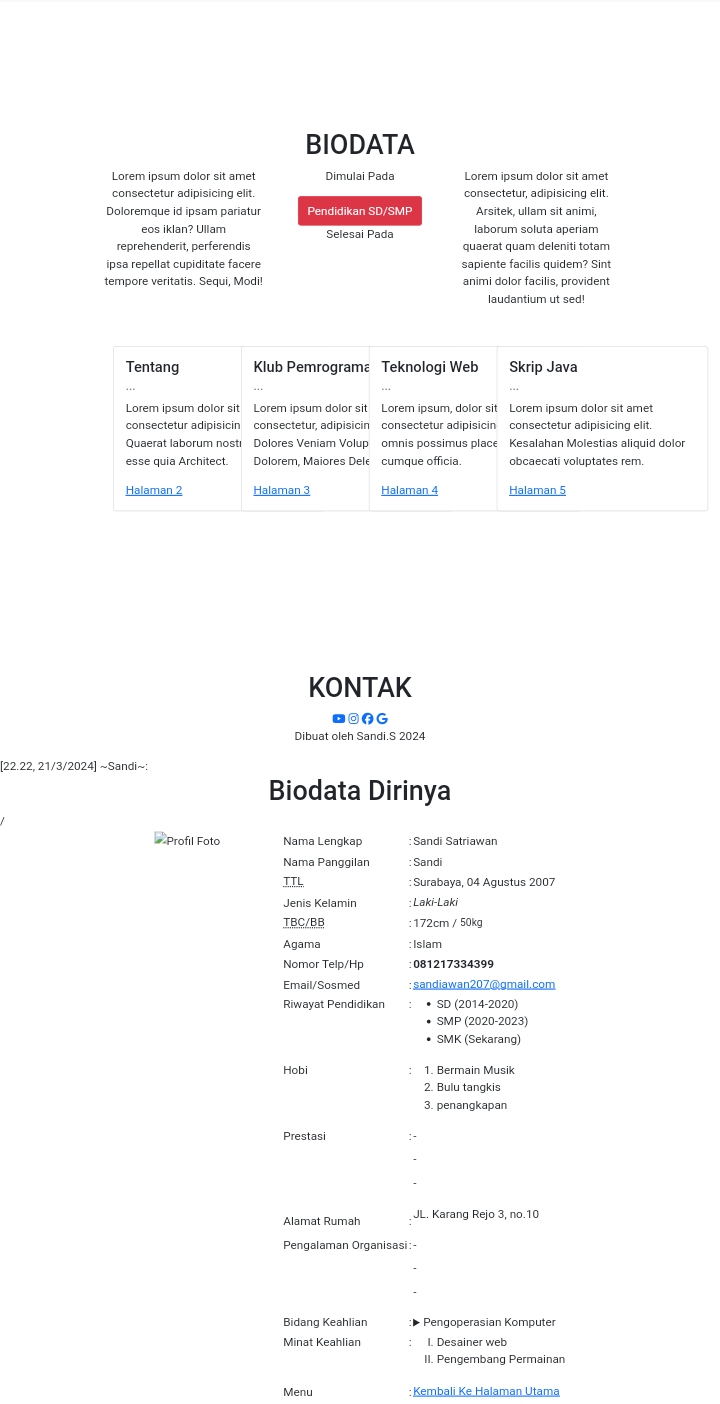 BIODATA
Lorem ipsum dolor sit amet
consectetur adipisicing elit.
Doloremque id ipsam pariatur
eos iklan? Ullam
reprehenderit, perferendis
ipsa repellat cupiditate facere
tempore veritatis. Sequi, Modi!
Dimulai Pada
Pendidikan SD/SMP
Selesai Pada
Lorem ipsum dolor sit amet
consectetur, adipisicing elit.
Arsitek, ullam sit animi,
laborum soluta aperiam
quaerat quam deleniti totam
sapiente facilis quidem? Sint
animi dolor facilis, provident
laudantium ut sed!
Tentang
...
Lorem ipsum dolor sit
consectetur adipisicin
Quaerat laborum nostr
esse quia Architect.
Halaman 2
Klub Pemrograma
...
Lorem ipsum dolor sit
consectetur, adipisicin
Dolores Veniam Volup
Dolorem, Maiores Dele
Halaman 3
Teknologi Web
...
Lorem ipsum, dolor sit
consectetur adipisicin
omnis possimus place
cumque officia.
Halaman 4
Skrip Java
...
Lorem ipsum dolor sit amet
consectetur adipisicing elit.
Kesalahan Molestias aliquid dolor
obcaecati voluptates rem.
Halaman 5
KONTAK
Dibuat oleh Sandi.S 2024
[22.22, 21/3/2024] ~Sandi~:
Biodata Dirinya
/
Profil Foto
Nama Lengkap : Sandi Satriawan
Nama Panggilan : Sandi
TTL : Surabaya, 04 Agustus 2007
Jenis Kelamin : Laki-Laki
TBC/BB : 172cm / 50kg
Agama : Islam
Nomor Telp/Hp : 081217334399
Email/Sosmed : sandiawan207@gmail.com
Riwayat Pendidikan : • SD (2014-2020)
• SMP (2020-2023)
• SMK (Sekarang)
Hobi : 1. Bermain Musik
2. Bulu tangkis
3. penangkapan
Prestasi : -
-
-
Alamat Rumah : JL. Karang Rejo 3, no.10
Pengalaman Organisasi : -
-
-
Bidang Keahlian : ▶ Pengoperasian Komputer
Minat Keahlian : I. Desainer web
II. Pengembang Permainan
Menu : Kembali Ke Halaman Utama